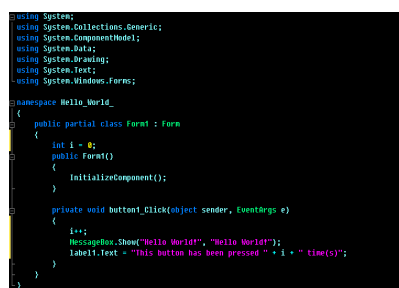 using System;
using System.Collections.Generic;
using System.ComponentModel;
using System.Data;
using System.Drawing;
using System.Text;
using System.Windows.Forms;
namespace Hello_World_
{
public partial class Form1 : Form
{
int i = 0;
public Form1()
{
InitializeComponent();
}
private void button1_Click(object sender, EventArgs e)
{
i++;
MessageBox.Show("Hello World!", "Hello World!");
label1.Text = "This button has been pressed " + i + " time(s)";
}
}
}